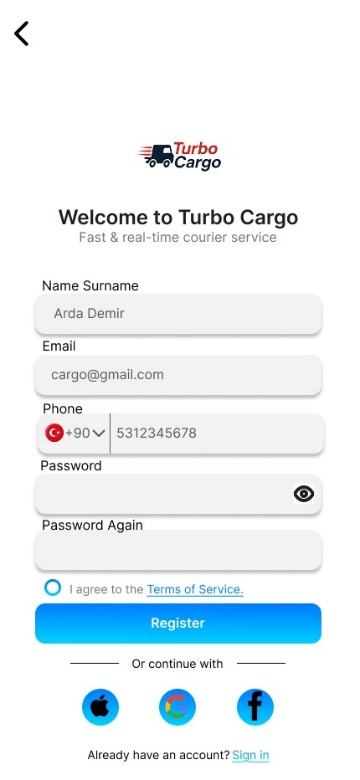 Turbo
Cargo
Welcome to Turbo Cargo
Fast & real-time courier service
Name Surname
Arda Demir
Email
cargo@gmail.com
Phone
+90 5312345678
Password
Password Again
I agree to the Terms of Service.
Register
Or continue with
Already have an account? Sign in